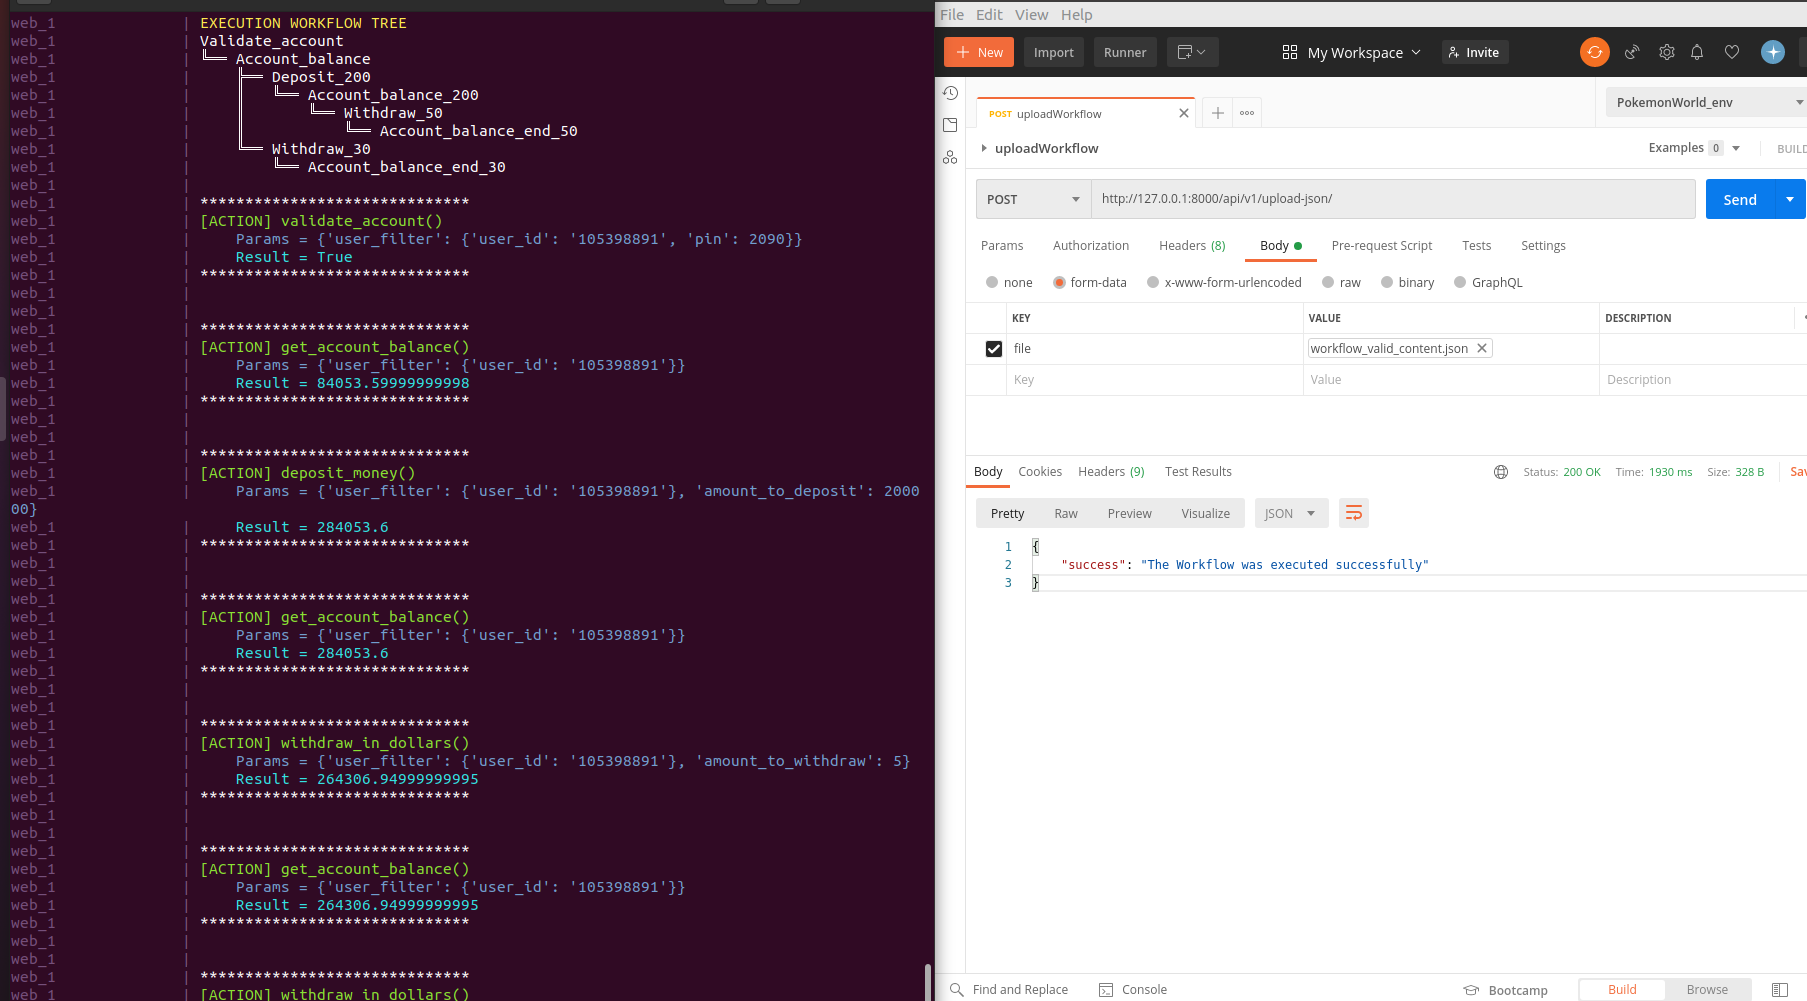 web_1 | EXECUTION WORKFLOW TREE
web_1 | Validate_account
web_1 | ╚══ Account_balance
web_1 | ╠══ Deposit_200
web_1 | ║ ╚══ Account_balance_200
web_1 | ║ ╚══ Withdraw_50
web_1 | ║ ╚══ Account_balance_end_50
web_1 | ╚══ Withdraw_30
web_1 | ╚══ Account_balance_end_30
web_1 |
web_1 | ******************************
web_1 | [ACTION] validate_account()
web_1 | Params = {'user_filter': {'user_id': '105398891', 'pin': 2090}}
web_1 | Result = True
web_1 | ******************************
web_1 |
web_1 |
web_1 | ******************************
web_1 | [ACTION] get_account_balance()
web_1 | Params = {'user_filter': {'user_id': '105398891'}}
web_1 | Result = 84053.59999999998
web_1 | ******************************
web_1 |
web_1 |
web_1 | ******************************
web_1 | [ACTION] deposit_money()
web_1 | Params = {'user_filter': {'user_id': '105398891'}, 'amount_to_deposit': 2000
00}
web_1 | Result = 284053.6
web_1 | ******************************
web_1 |
web_1 |
web_1 | ******************************
web_1 | [ACTION] get_account_balance()
web_1 | Params = {'user_filter': {'user_id': '105398891'}}
web_1 | Result = 284053.6
web_1 | ******************************
web_1 |
web_1 |
web_1 | ******************************
web_1 | [ACTION] withdraw_in_dollars()
web_1 | Params = {'user_filter': {'user_id': '105398891'}, 'amount_to_withdraw': 5}
web_1 | Result = 264306.94999999995
web_1 | ******************************
web_1 |
web_1 |
web_1 | ******************************
web_1 | [ACTION] get_account_balance()
web_1 | Params = {'user_filter': {'user_id': '105398891'}}
web_1 | Result = 264306.94999999995
web_1 | ******************************
web_1 |
web_1 |
web_1 | ******************************
web_1 | [ACTION] withdraw_in_dollars()
File Edit View Help
+ New Import Runner My Workspace Invite
POST uploadWorkflow PokemonWorld_env
uploadWorkflow Examples 0 BUILD
POST http://127.0.0.1:8000/api/v1/upload-json/ Send
Params Authorization Headers (8) Body Pre-request Script Tests Settings
none form-data x-www-form-urlencoded raw binary GraphQL
KEY VALUE DESCRIPTION
file workflow_valid_content.json
Key Value Description
Body Cookies Headers (9) Test Results Status: 200 OK Time: 1930 ms Size: 328 B Sav
Pretty Raw Preview Visualize JSON
1 {
2 "success": "The Workflow was executed successfully"
3 }
Find and Replace Console Bootcamp Build Browse